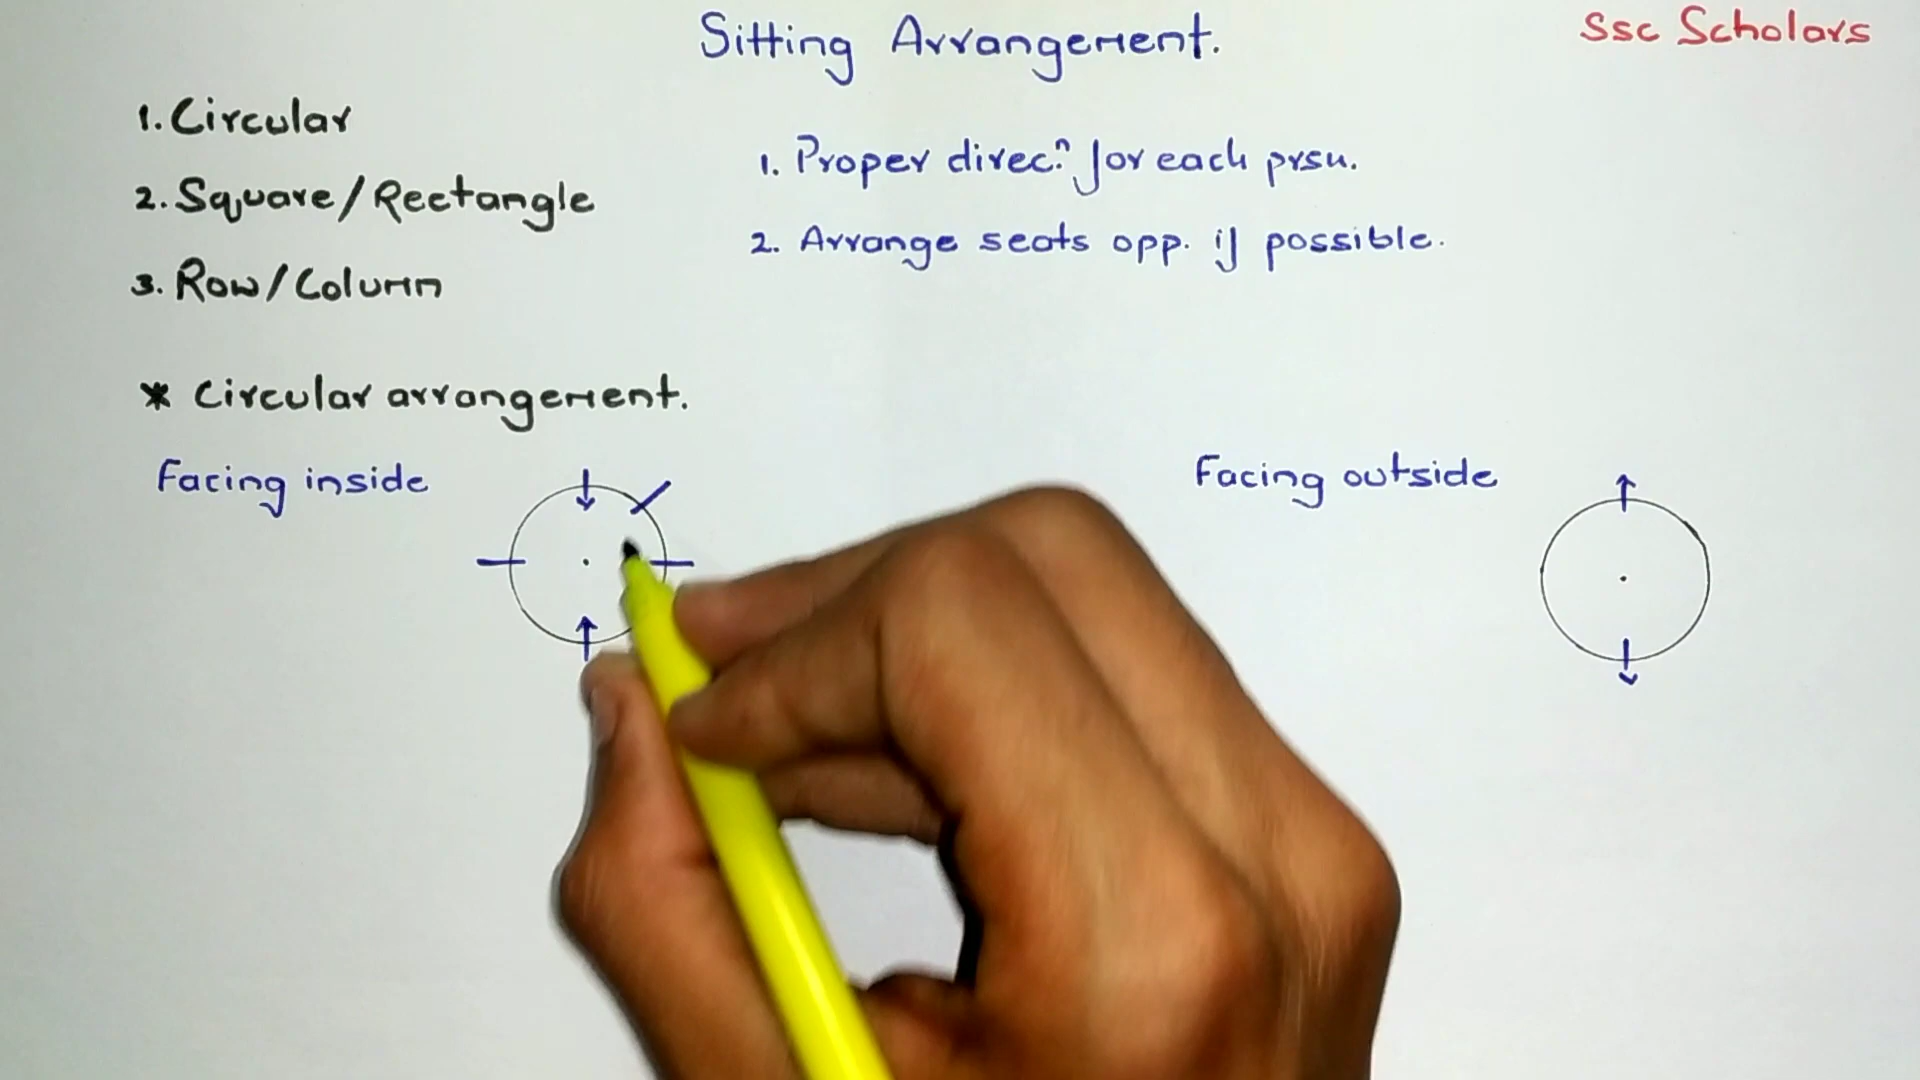 Sitting Arrangement.
Ssc Scholars
1. Circular
2. Square/Rectangle
3. Row/Column
1. Proper direcⁿ. for each prsn.
2. Arrange seats opp. if possible.
* Circular arrangement.
Facing inside
Facing outside